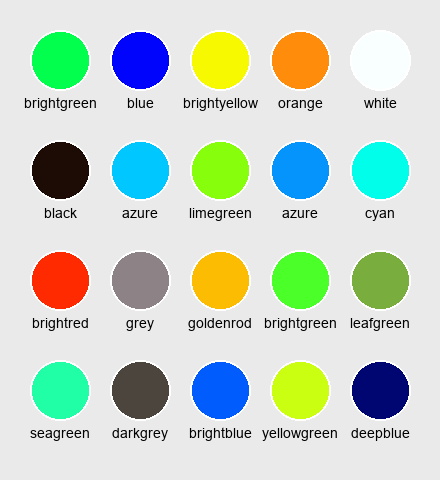 brightgreen blue brightyellow orange white
black azure limegreen azure cyan
brightred grey goldenrod brightgreen leafgreen
seagreen darkgrey brightblue yellowgreen deepblue